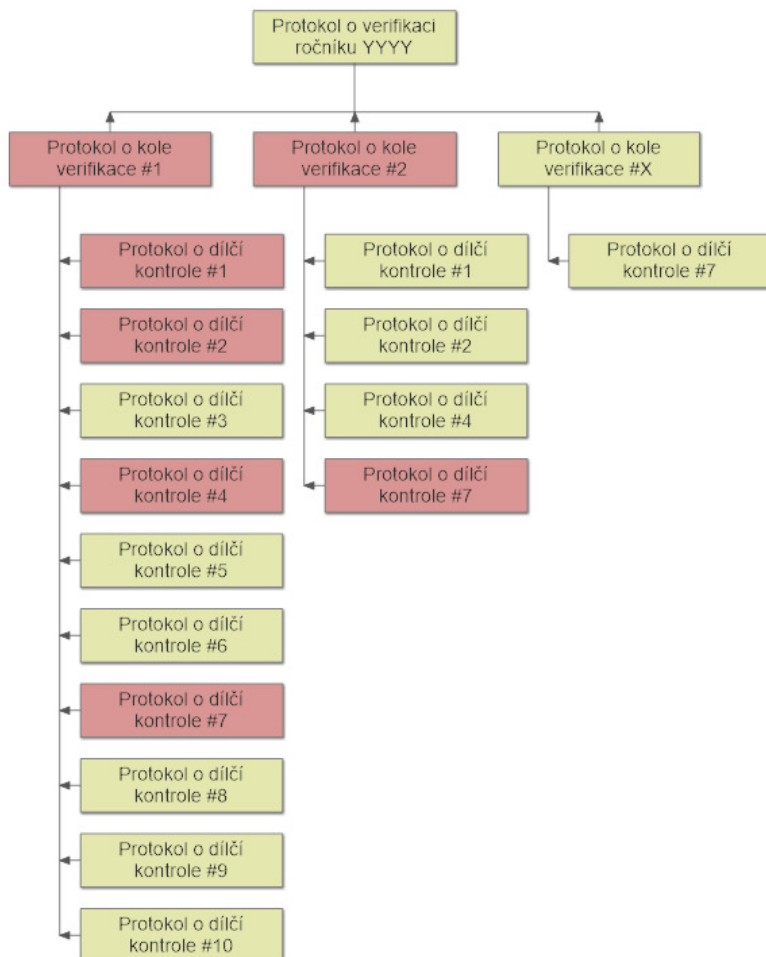 Protokol o verifikaci
ročníku YYYY
Protokol o kole
verifikace #1
Protokol o kole
verifikace #2
Protokol o kole
verifikace #X
Protokol o dílčí
kontrole #1
Protokol o dílčí
kontrole #1
Protokol o dílčí
kontrole #7
Protokol o dílčí
kontrole #2
Protokol o dílčí
kontrole #2
Protokol o dílčí
kontrole #3
Protokol o dílčí
kontrole #4
Protokol o dílčí
kontrole #4
Protokol o dílčí
kontrole #7
Protokol o dílčí
kontrole #5
Protokol o dílčí
kontrole #6
Protokol o dílčí
kontrole #7
Protokol o dílčí
kontrole #8
Protokol o dílčí
kontrole #9
Protokol o dílčí
kontrole #10